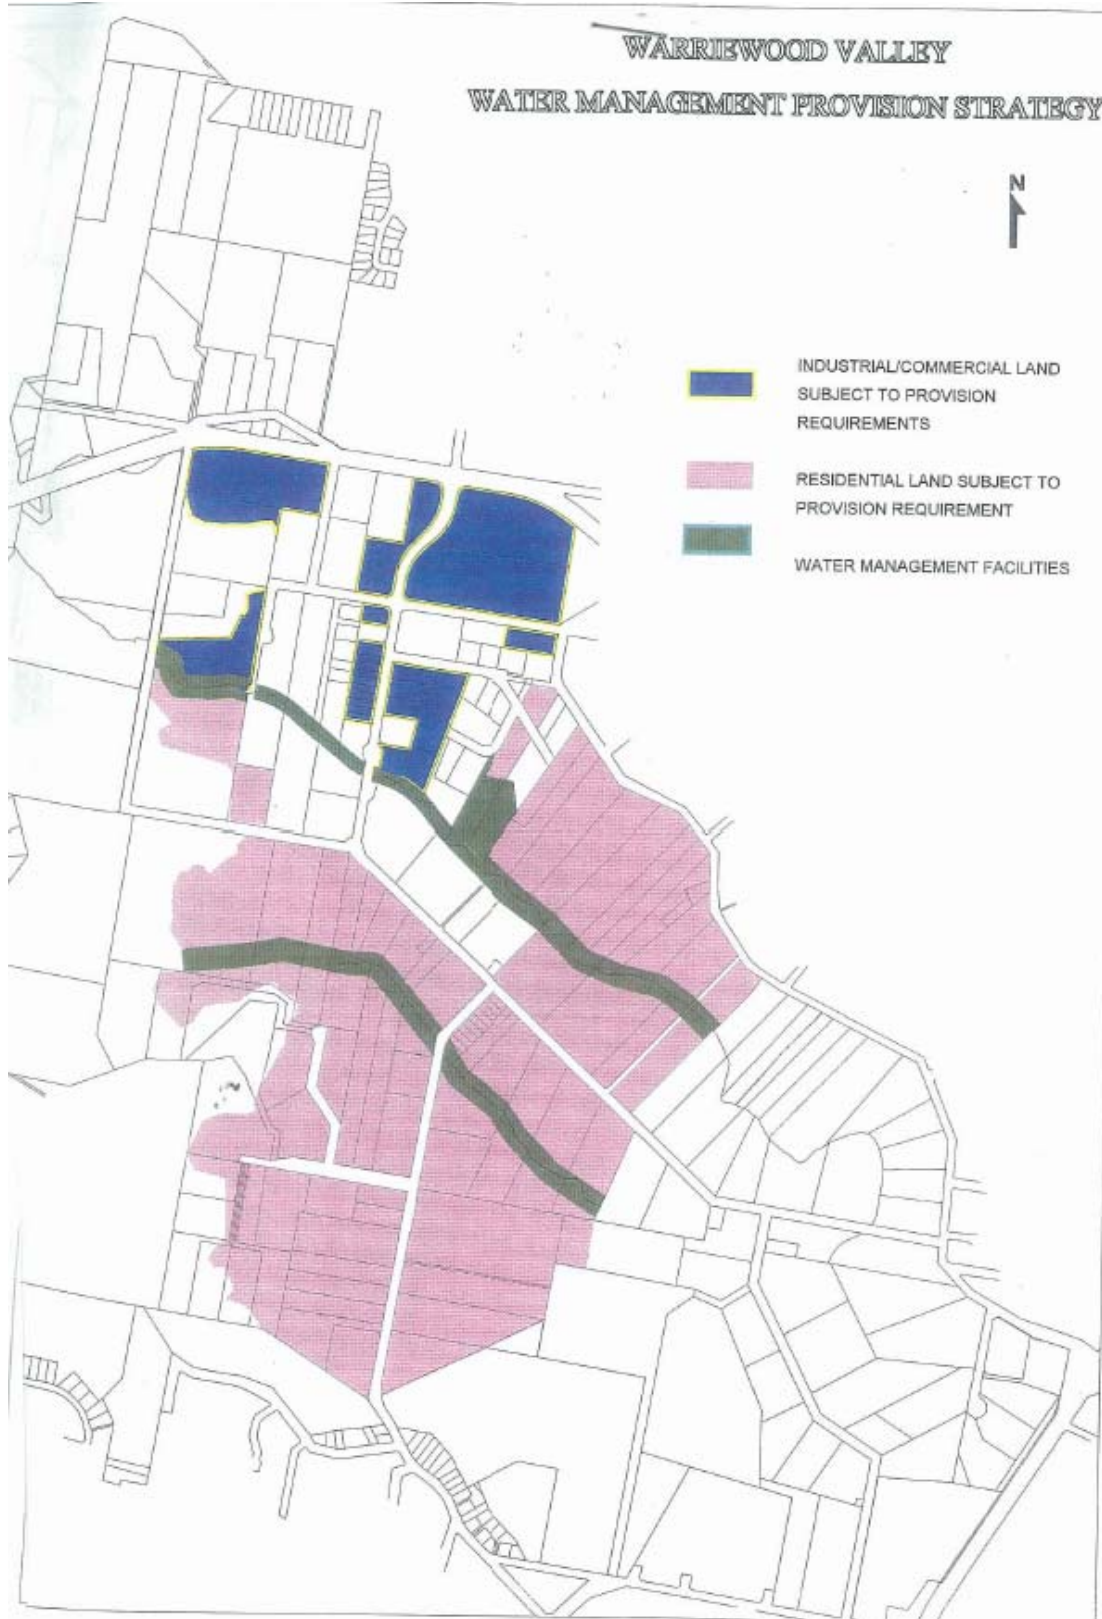 WARRIEWOOD VALLEY
WATER MANAGEMENT PROVISION STRATEGY
N
INDUSTRIAL/COMMERCIAL LAND
SUBJECT TO PROVISION
REQUIREMENTS
RESIDENTIAL LAND SUBJECT TO
PROVISION REQUIREMENT
WATER MANAGEMENT FACILITIES